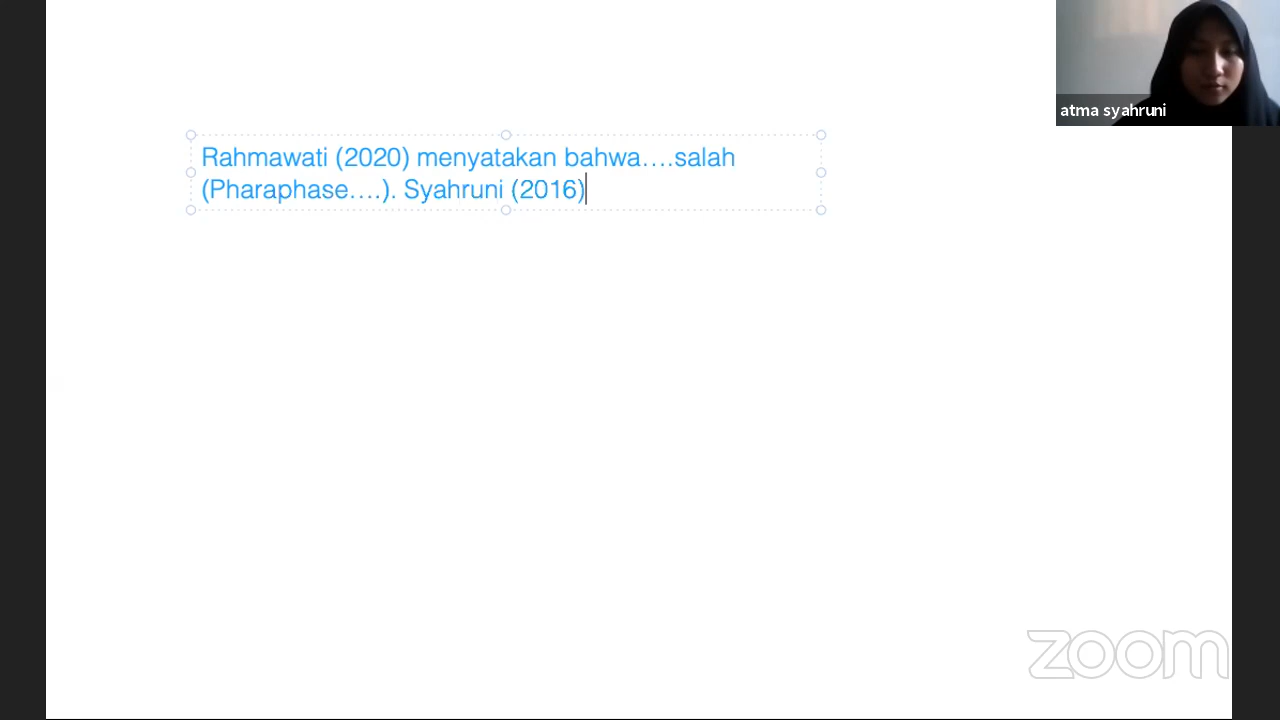 atma syahruni
Rahmawati (2020) menyatakan bahwa….salah
(Pharaphase….). Syahruni (2016)
zoom